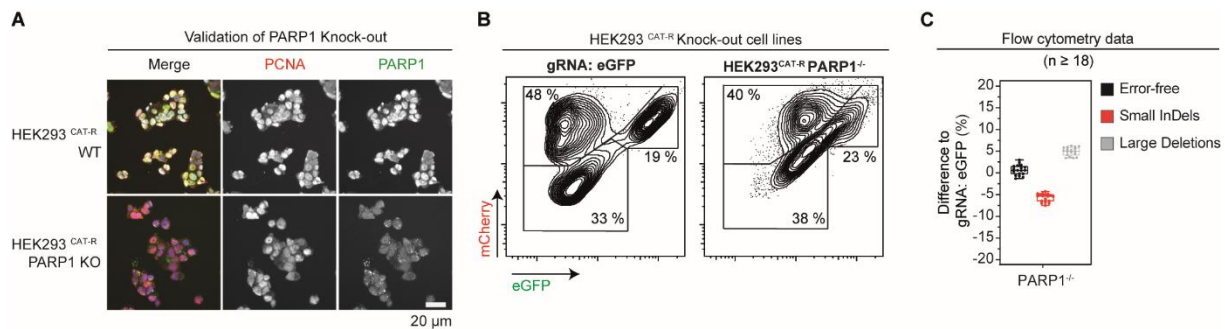 A
Validation of PARP1 Knock-out
Merge
PCNA
PARP1
HEK293 CAT-R
WT
HEK293 CAT-R
PARP1 KO
20 µm
B
HEK293 CAT-R Knock-out cell lines
gRNA: eGFP
HEK293CAT-R PARP1-/-
48 %
19 %
33 %
40 %
23 %
38 %
mCherry
eGFP
C
Flow cytometry data
(n ≥ 18)
Difference to
gRNA: eGFP (%)
20
15
10
5
0
-5
-10
-15
-20
PARP1-/-
Error-free
Small InDels
Large Deletions